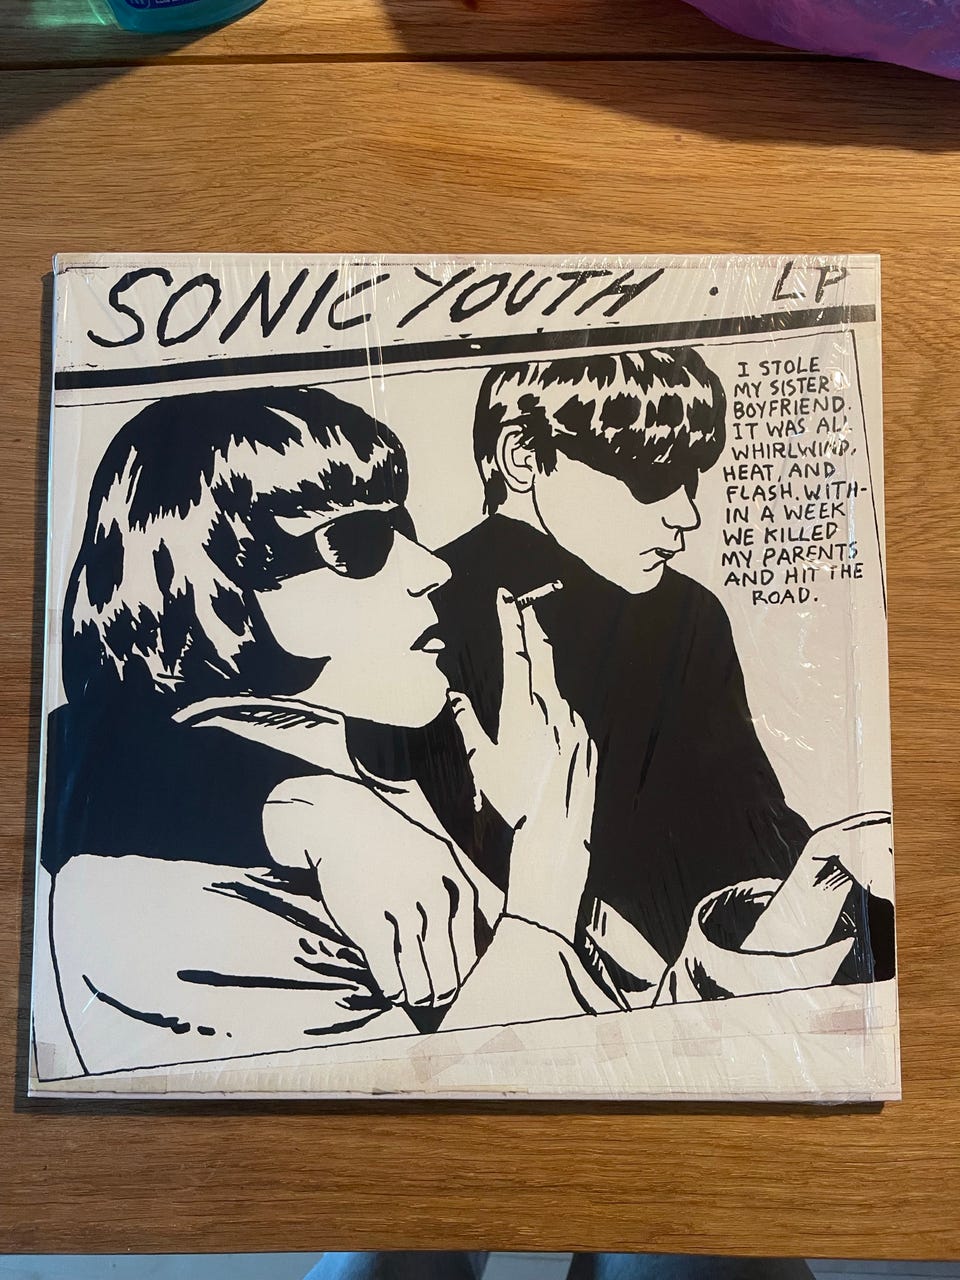 SONIC YOUTH · LP
I STOLE
MY SISTER'S
BOYFRIEND.
IT WAS ALL
WHIRLWIND,
HEAT, AND
FLASH. WITH-
IN A WEEK
WE KILLED
MY PARENTS
AND HIT THE
ROAD.